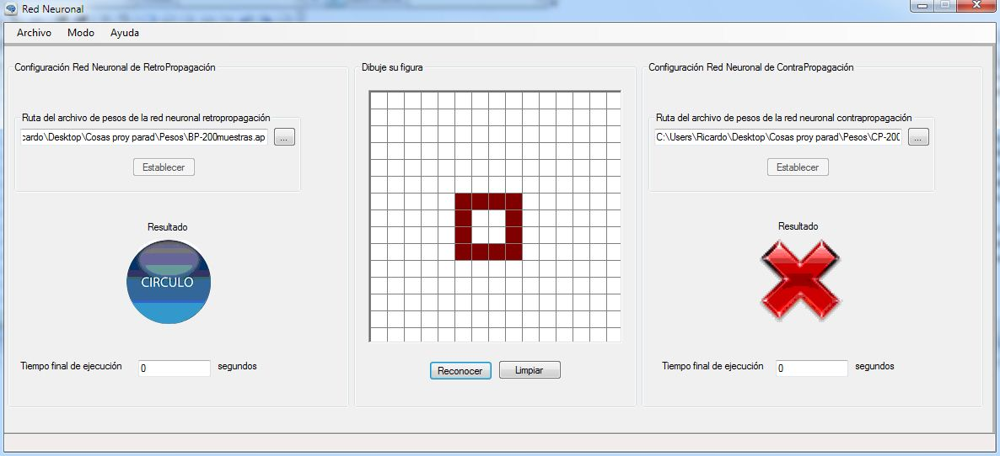 Red Neuronal
Archivo Modo Ayuda
Configuración Red Neuronal de RetroPropagación
Ruta del archivo de pesos de la red neuronal retropropagación
cardo\Desktop\Cosas proy parad\Pesos\BP-200muestras.ap
...
Establecer
Resultado
CIRCULO
Tiempo final de ejecución 0 segundos
Dibuje su figura
Reconocer Limpiar
Configuración Red Neuronal de ContraPropagación
Ruta del archivo de pesos de la red neuronal contrapropagación
C:\Users\Ricardo\Desktop\Cosas proy parad\Pesos\CP-200
...
Establecer
Resultado
Tiempo final de ejecución 0 segundos